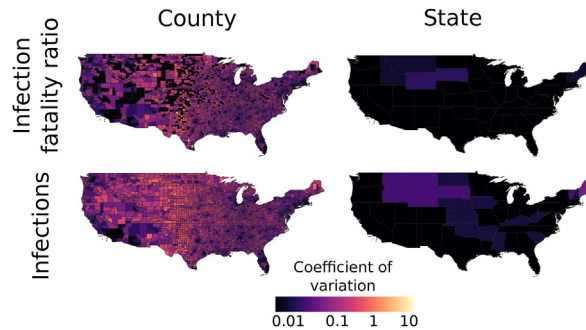 County
State
Infection
fatality ratio
Infections
Coefficient of
variation
0.01 0.1 1 10